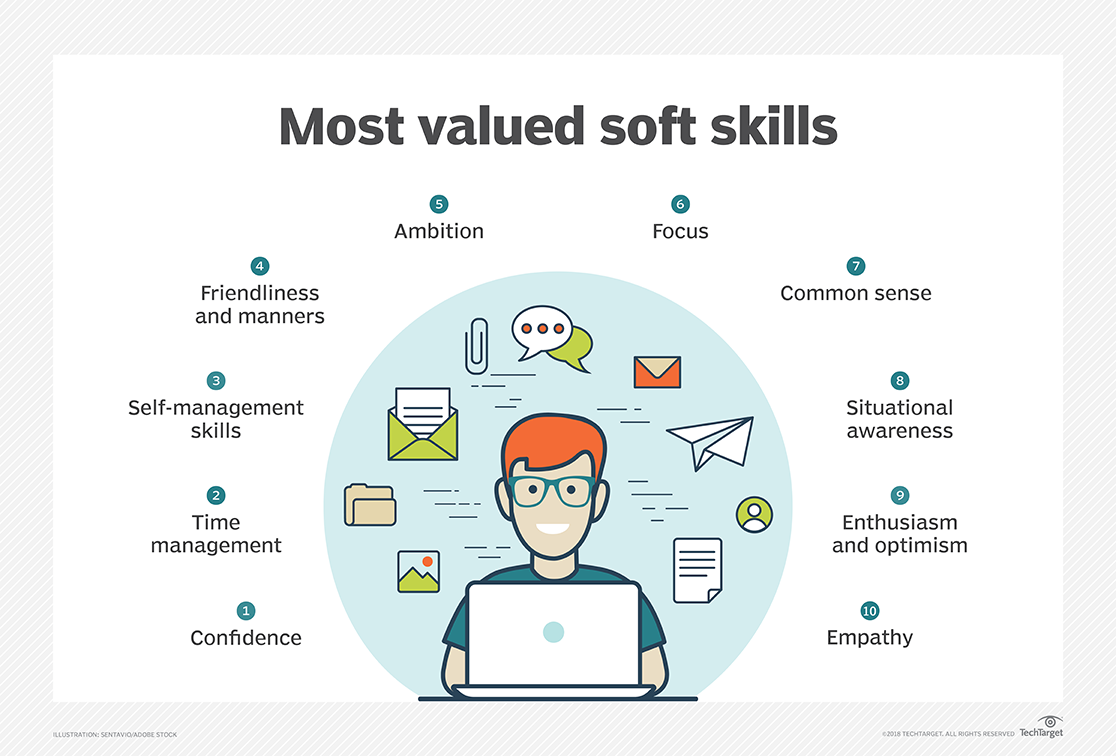 Most valued soft skills
1
Confidence
2
Time
management
3
Self-management
skills
4
Friendliness
and manners
5
Ambition
6
Focus
7
Common sense
8
Situational
awareness
9
Enthusiasm
and optimism
10
Empathy
ILLUSTRATION: SENTAVIO/ADOBE STOCK
©2018 TECHTARGET. ALL RIGHTS RESERVED
TechTarget